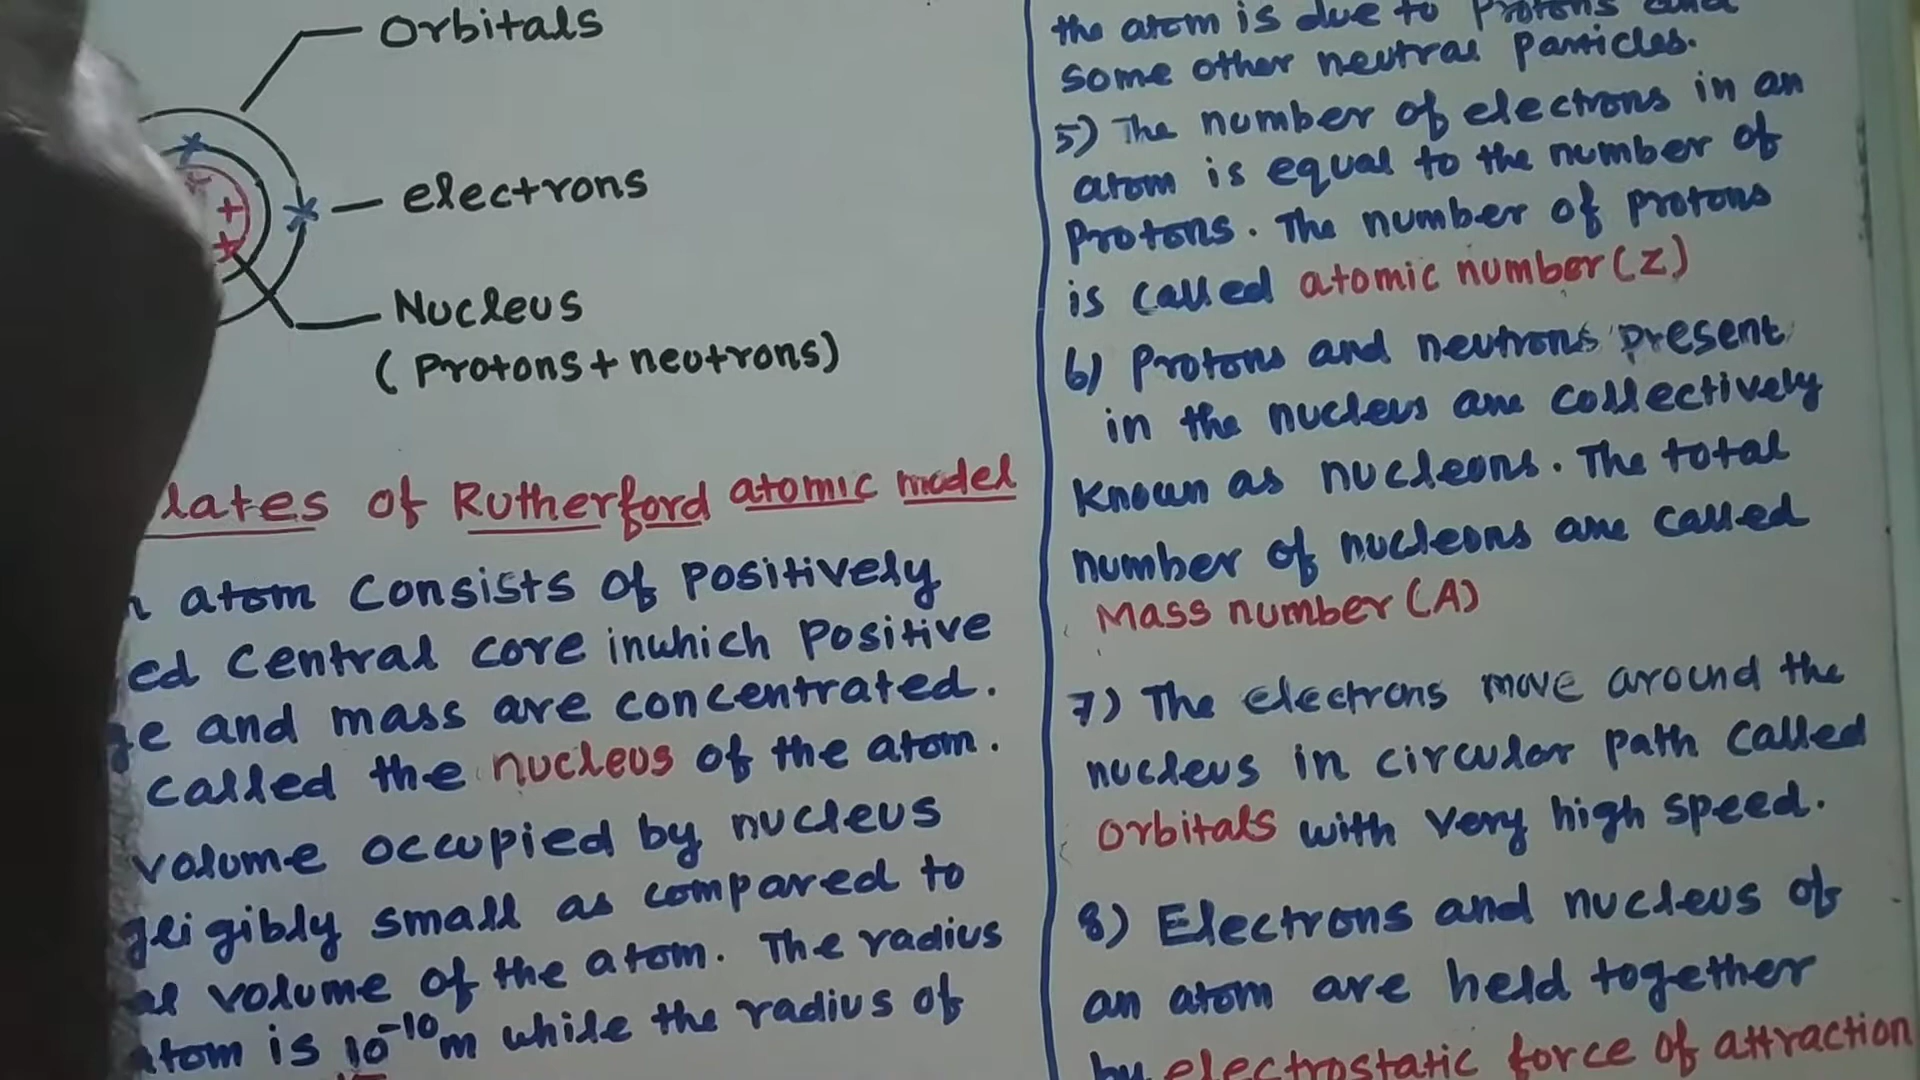 Orbitals
electrons
Nucleus
( Protons + neutrons)
lates of Rutherford atomic model
atom consists of positively
ed central core inwhich positive
ge and mass are concentrated.
called the nucleus of the atom.
volume occupied by nucleus
gligibly small as compared to
al volume of the atom. The radius
atom is 10⁻¹⁰m while the radius of
the atom is due to Protons and
some other neutral particles.
5) The number of electrons in an
atom is equal to the number of
protons. The number of protons
is called atomic number (Z)
6) Protons and neutrons present
in the nucleus are collectively
known as nucleons. The total
number of nucleons are called
Mass number (A)
7) The electrons move around the
nucleus in circular path called
orbitals with very high speed.
8) Electrons and nucleus of
an atom are held together
by electrostatic force of attraction